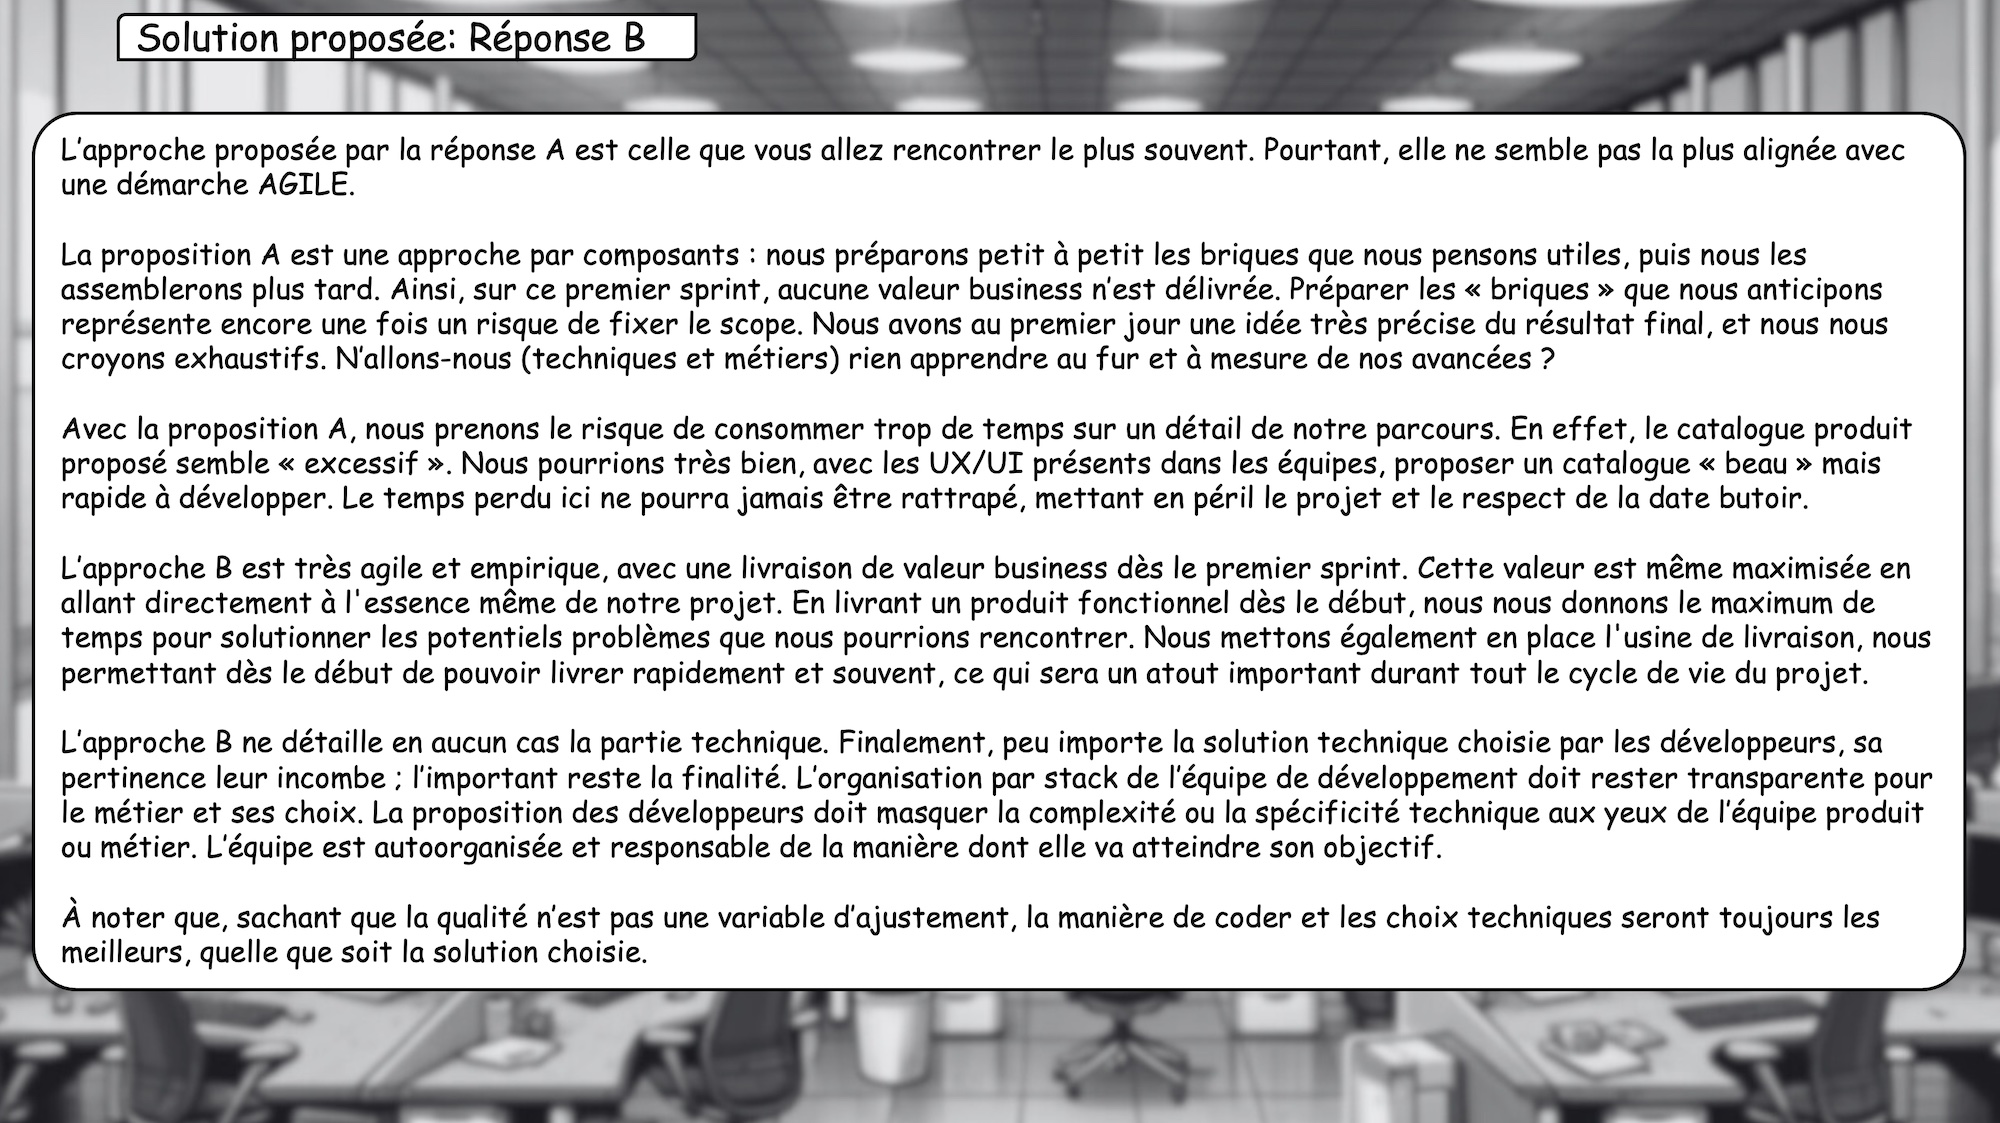 Solution proposée: Réponse B
L’approche proposée par la réponse A est celle que vous allez rencontrer le plus souvent. Pourtant, elle ne semble pas la plus alignée avec
une démarche AGILE.
La proposition A est une approche par composants : nous préparons petit à petit les briques que nous pensons utiles, puis nous les
assemblerons plus tard. Ainsi, sur ce premier sprint, aucune valeur business n’est délivrée. Préparer les « briques » que nous anticipons
représente encore une fois un risque de fixer le scope. Nous avons au premier jour une idée très précise du résultat final, et nous nous
croyons exhaustifs. N’allons-nous (techniques et métiers) rien apprendre au fur et à mesure de nos avancées ?
Avec la proposition A, nous prenons le risque de consommer trop de temps sur un détail de notre parcours. En effet, le catalogue produit
proposé semble « excessif ». Nous pourrions très bien, avec les UX/UI présents dans les équipes, proposer un catalogue « beau » mais
rapide à développer. Le temps perdu ici ne pourra jamais être rattrapé, mettant en péril le projet et le respect de la date butoir.
L’approche B est très agile et empirique, avec une livraison de valeur business dès le premier sprint. Cette valeur est même maximisée en
allant directement à l'essence même de notre projet. En livrant un produit fonctionnel dès le début, nous nous donnons le maximum de
temps pour solutionner les potentiels problèmes que nous pourrions rencontrer. Nous mettons également en place l'usine de livraison, nous
permettant dès le début de pouvoir livrer rapidement et souvent, ce qui sera un atout important durant tout le cycle de vie du projet.
L’approche B ne détaille en aucun cas la partie technique. Finalement, peu importe la solution technique choisie par les développeurs, sa
pertinence leur incombe ; l’important reste la finalité. L’organisation par stack de l’équipe de développement doit rester transparente pour
le métier et ses choix. La proposition des développeurs doit masquer la complexité ou la spécificité technique aux yeux de l’équipe produit
ou métier. L’équipe est autoorganisée et responsable de la manière dont elle va atteindre son objectif.
À noter que, sachant que la qualité n’est pas une variable d’ajustement, la manière de coder et les choix techniques seront toujours les
meilleurs, quelle que soit la solution choisie.